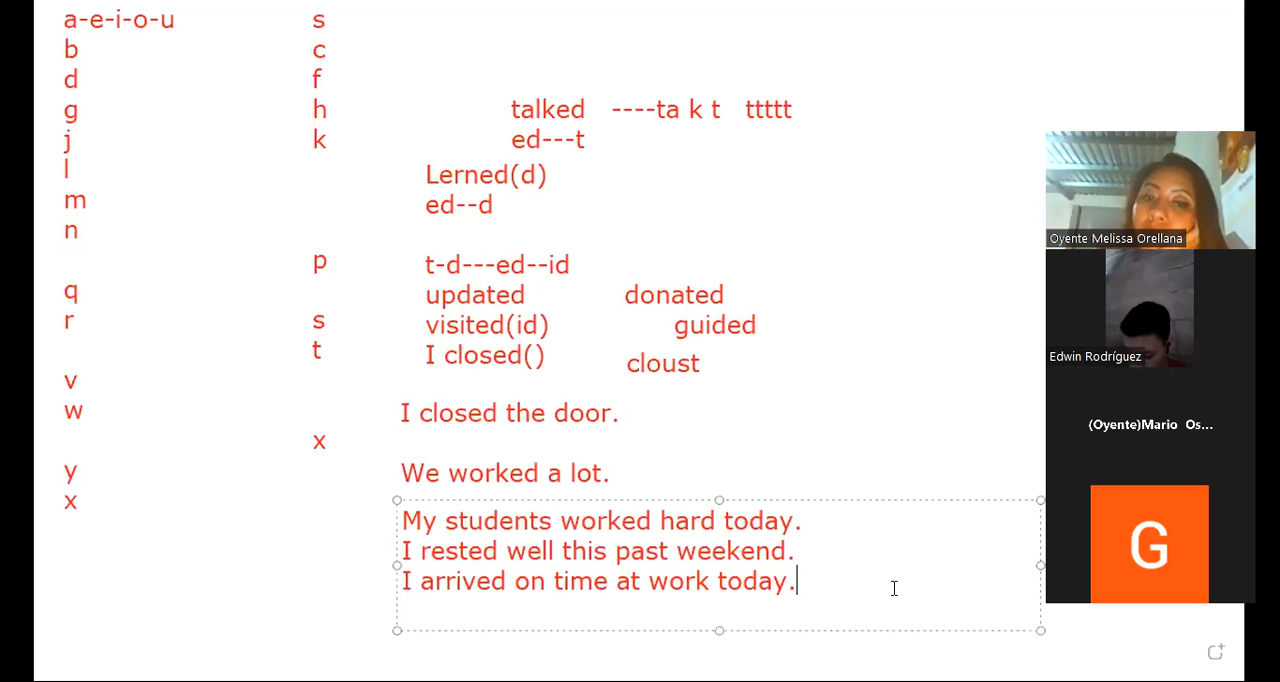 a-e-i-o-u s
b c
d f
g h talked ----ta k t ttttt
j k ed---t
l Lerned(d)
m ed--d
n
p t-d---ed--id
q updated donated
r s visited(id) guided
t I closed() cloust
v
w I closed the door.
x
y We worked a lot.
x
My students worked hard today.
I rested well this past weekend.
I arrived on time at work today.
Oyente Melissa Orellana
Edwin Rodríguez
(Oyente)Mario Os...
G